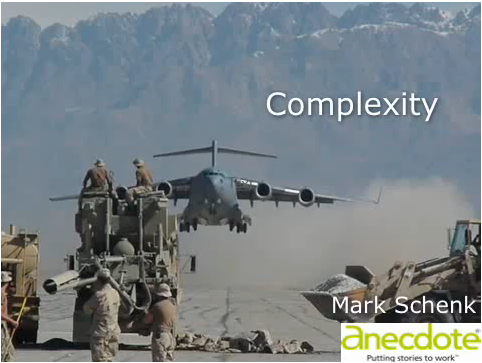 Complexity
Mark Schenk
anecdote®
Putting stories to work™